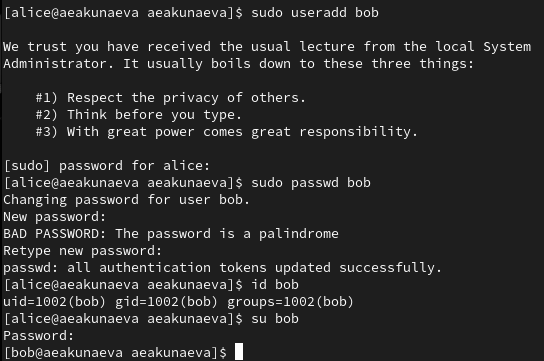 [alice@aeakunaeva aeakunaeva]$ sudo useradd bob
We trust you have received the usual lecture from the local System
Administrator. It usually boils down to these three things:
#1) Respect the privacy of others.
#2) Think before you type.
#3) With great power comes great responsibility.
[sudo] password for alice:
[alice@aeakunaeva aeakunaeva]$ sudo passwd bob
Changing password for user bob.
New password:
BAD PASSWORD: The password is a palindrome
Retype new password:
passwd: all authentication tokens updated successfully.
[alice@aeakunaeva aeakunaeva]$ id bob
uid=1002(bob) gid=1002(bob) groups=1002(bob)
[alice@aeakunaeva aeakunaeva]$ su bob
Password:
[bob@aeakunaeva aeakunaeva]$